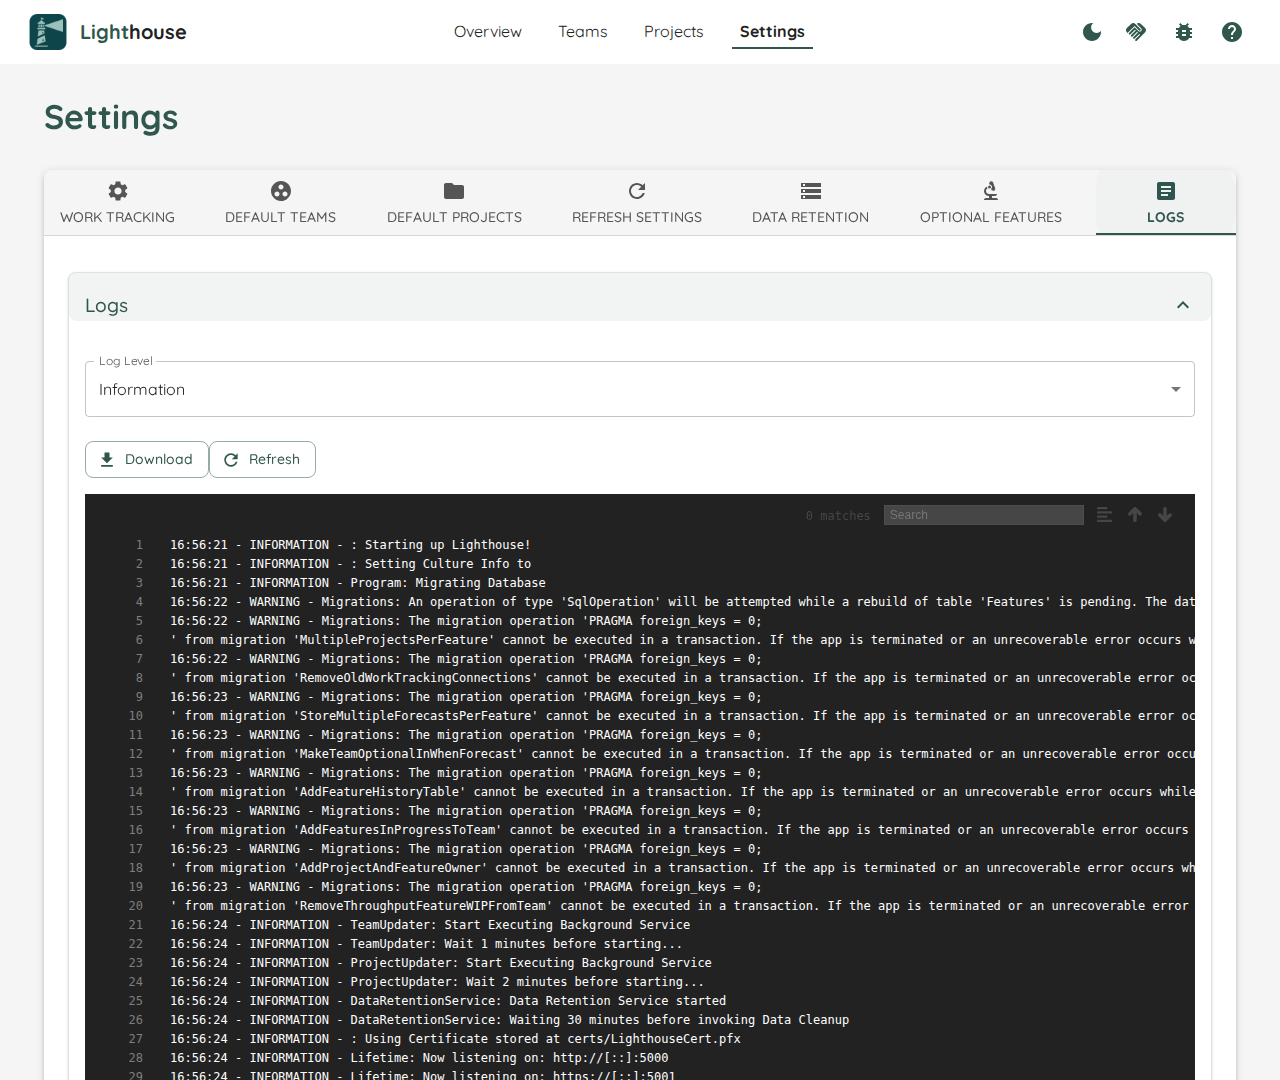 Lighthouse
Overview Teams Projects Settings
Settings
WORK TRACKING DEFAULT TEAMS DEFAULT PROJECTS REFRESH SETTINGS DATA RETENTION OPTIONAL FEATURES LOGS
Logs
Log Level
Information
Download Refresh
0 matches Search
1 16:56:21 - INFORMATION - : Starting up Lighthouse!
2 16:56:21 - INFORMATION - : Setting Culture Info to
3 16:56:21 - INFORMATION - Program: Migrating Database
4 16:56:22 - WARNING - Migrations: An operation of type 'SqlOperation' will be attempted while a rebuild of table 'Features' is pending. The dat
5 16:56:22 - WARNING - Migrations: The migration operation 'PRAGMA foreign_keys = 0;
6 ' from migration 'MultipleProjectsPerFeature' cannot be executed in a transaction. If the app is terminated or an unrecoverable error occurs w
7 16:56:22 - WARNING - Migrations: The migration operation 'PRAGMA foreign_keys = 0;
8 ' from migration 'RemoveOldWorkTrackingConnections' cannot be executed in a transaction. If the app is terminated or an unrecoverable error oc
9 16:56:23 - WARNING - Migrations: The migration operation 'PRAGMA foreign_keys = 0;
10 ' from migration 'StoreMultipleForecastsPerFeature' cannot be executed in a transaction. If the app is terminated or an unrecoverable error oc
11 16:56:23 - WARNING - Migrations: The migration operation 'PRAGMA foreign_keys = 0;
12 ' from migration 'MakeTeamOptionalInWhenForecast' cannot be executed in a transaction. If the app is terminated or an unrecoverable error occu
13 16:56:23 - WARNING - Migrations: The migration operation 'PRAGMA foreign_keys = 0;
14 ' from migration 'AddFeatureHistoryTable' cannot be executed in a transaction. If the app is terminated or an unrecoverable error occurs while
15 16:56:23 - WARNING - Migrations: The migration operation 'PRAGMA foreign_keys = 0;
16 ' from migration 'AddFeaturesInProgressToTeam' cannot be executed in a transaction. If the app is terminated or an unrecoverable error occurs
17 16:56:23 - WARNING - Migrations: The migration operation 'PRAGMA foreign_keys = 0;
18 ' from migration 'AddProjectAndFeatureOwner' cannot be executed in a transaction. If the app is terminated or an unrecoverable error occurs wh
19 16:56:23 - WARNING - Migrations: The migration operation 'PRAGMA foreign_keys = 0;
20 ' from migration 'RemoveThroughputFeatureWIPFromTeam' cannot be executed in a transaction. If the app is terminated or an unrecoverable error
21 16:56:24 - INFORMATION - TeamUpdater: Start Executing Background Service
22 16:56:24 - INFORMATION - TeamUpdater: Wait 1 minutes before starting...
23 16:56:24 - INFORMATION - ProjectUpdater: Start Executing Background Service
24 16:56:24 - INFORMATION - ProjectUpdater: Wait 2 minutes before starting...
25 16:56:24 - INFORMATION - DataRetentionService: Data Retention Service started
26 16:56:24 - INFORMATION - DataRetentionService: Waiting 30 minutes before invoking Data Cleanup
27 16:56:24 - INFORMATION - : Using Certificate stored at certs/LighthouseCert.pfx
28 16:56:24 - INFORMATION - Lifetime: Now listening on: http://[::]:5000
29 16:56:24 - INFORMATION - Lifetime: Now listening on: https://[::]:5001